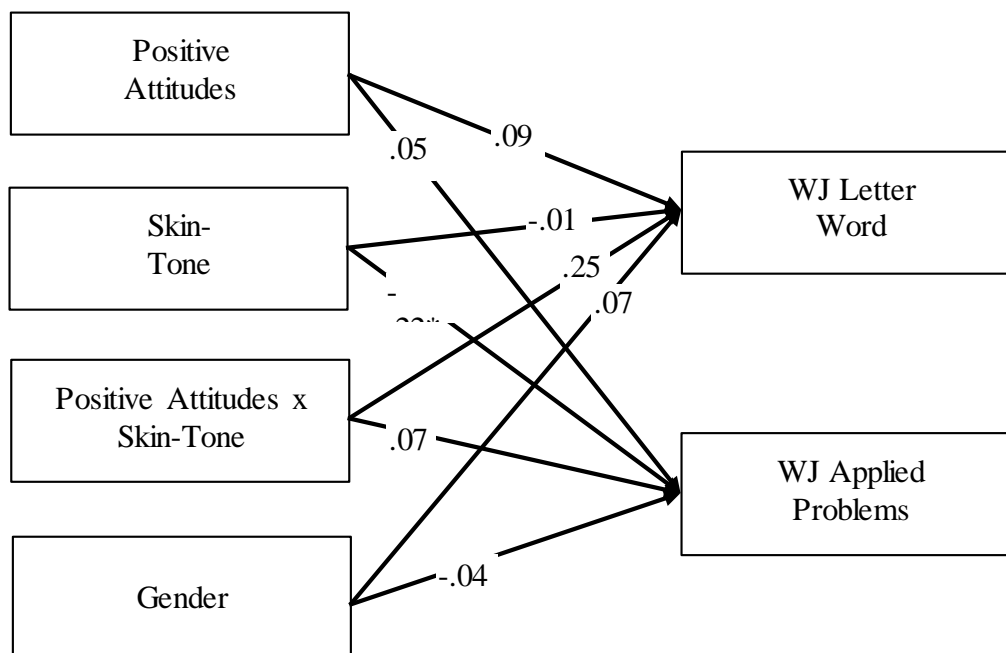 Positive
Attitudes
.05
.09
WJ Letter
Word
Skin-
Tone
-.01
.25
-
.07
Positive Attitudes x
Skin-Tone
.07
WJ Applied
Problems
Gender
-.04